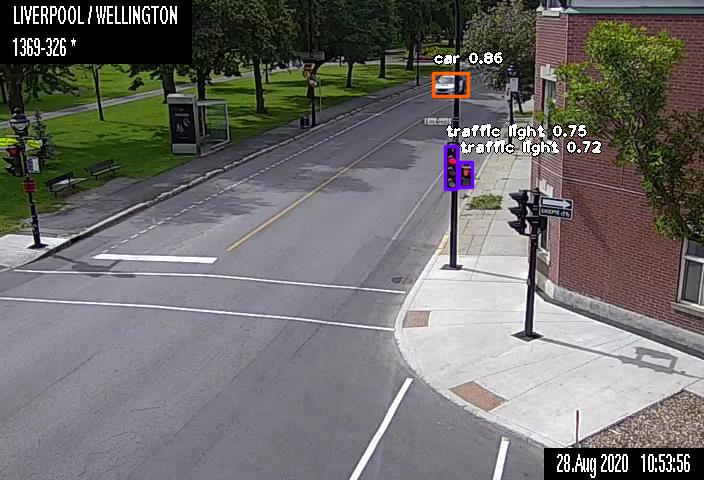 LIVERPOOL / WELLINGTON
1369-326 *
car 0.86
traffic light 0.75
traffic light 0.72
28.Aug 2020 10:53:56